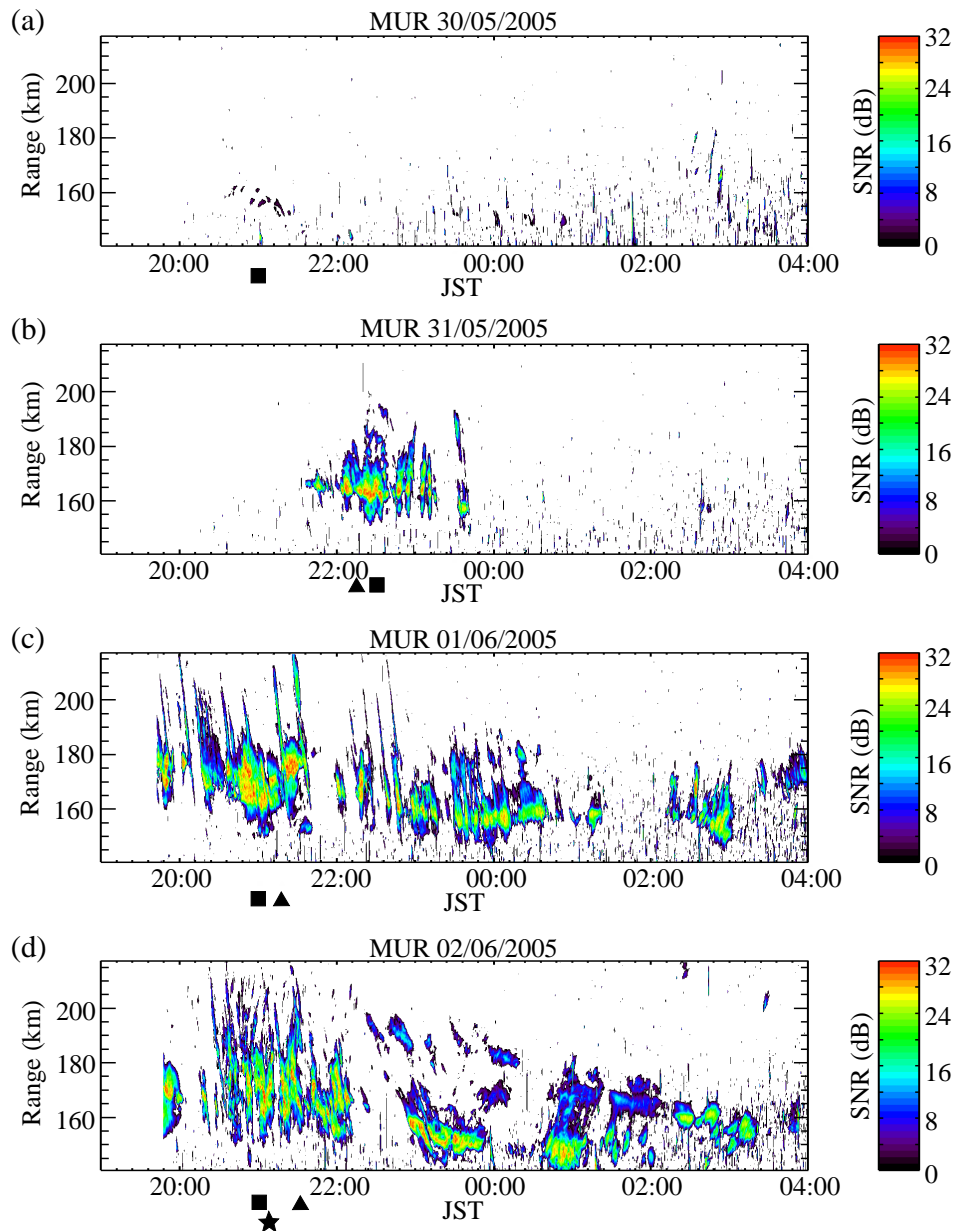 (a)
MUR 30/05/2005
Range (km)
200
180
160
20:00 22:00 00:00 02:00 04:00
JST
SNR (dB)
32
24
16
8
0
(b)
MUR 31/05/2005
Range (km)
200
180
160
20:00 22:00 00:00 02:00 04:00
JST
SNR (dB)
32
24
16
8
0
(c)
MUR 01/06/2005
Range (km)
200
180
160
20:00 22:00 00:00 02:00 04:00
JST
SNR (dB)
32
24
16
8
0
(d)
MUR 02/06/2005
Range (km)
200
180
160
20:00 22:00 00:00 02:00 04:00
JST
SNR (dB)
32
24
16
8
0